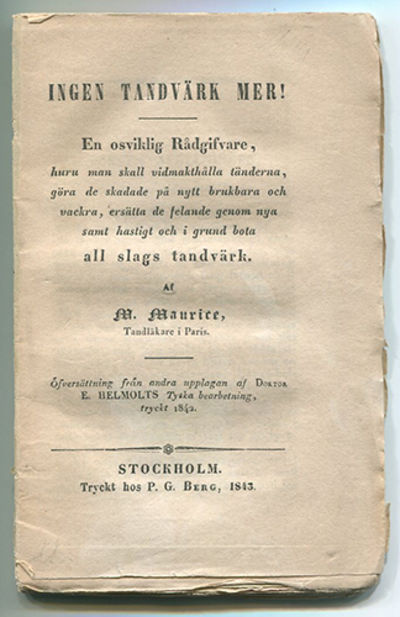 INGEN TANDVÄRK MER!
En osviklig Rådgifvare,
huru man skall vidmakthålla tänderna,
göra de skadade på nytt brukbara och
vackra, ersätta de felande genom nya
samt hastigt och i grund bota
all slags tandvärk.
Af
M. Maurice,
Tandläkare i Paris.
Öfversättning från andra upplagan af DOKTOR
E. HELMOLTS Tyska bearbetning,
tryckt 1842.
STOCKHOLM.
Tryckt hos P. G. BERG, 1843.